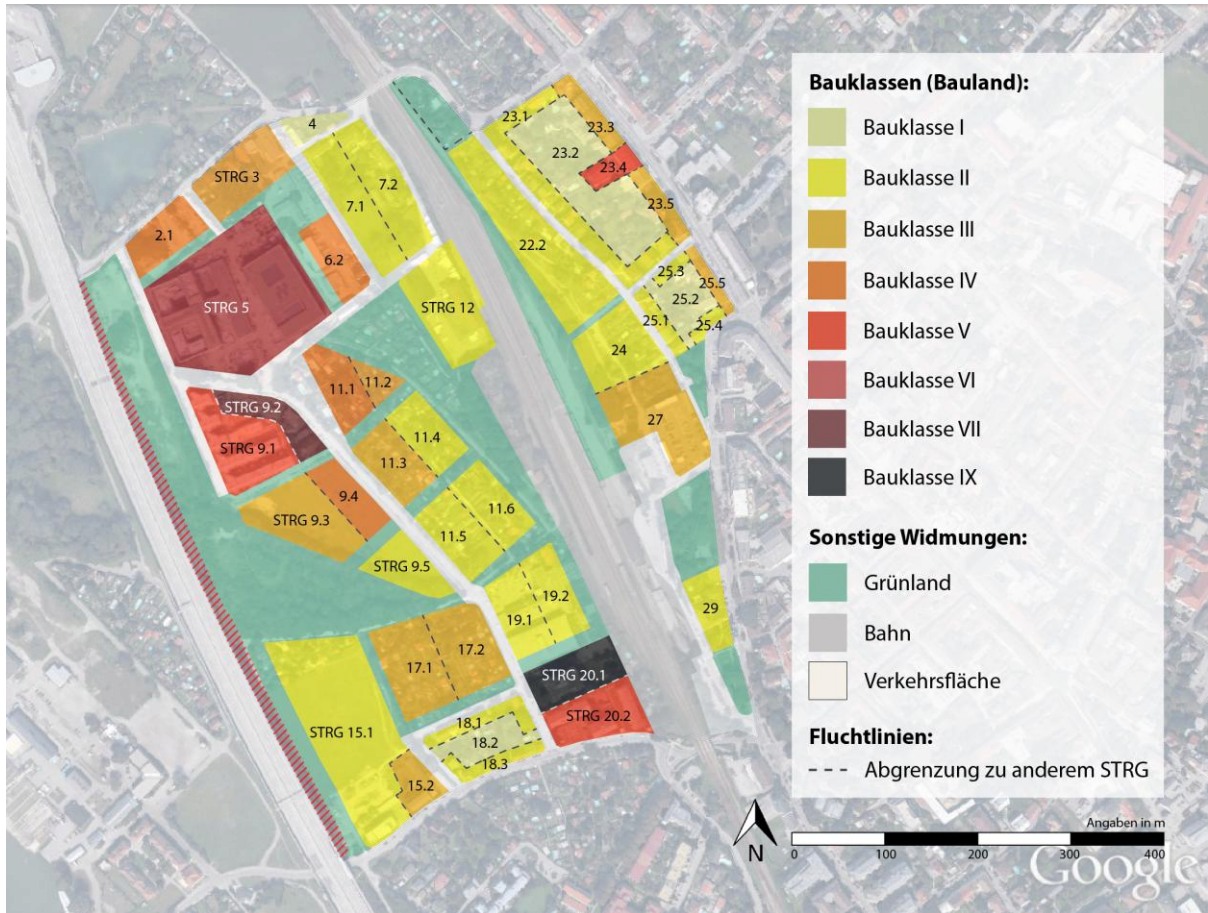 4
23.1
23.3
23.2
23.4
STRG 3
7.2
7.1
23.5
2.1
6.2
22.2
25.3
25.5
STRG 5
STRG 12
25.2
25.1
25.4
24
11.2
11.1
STRG 9.2
27
11.4
STRG 9.1
11.3
9.4
11.6
STRG 9.3
11.5
STRG 9.5
19.2
29
19.1
17.2
17.1
STRG 20.1
STRG 20.2
18.1
STRG 15.1
18.2
18.3
15.2
Bauklassen (Bauland):
Bauklasse I
Bauklasse II
Bauklasse III
Bauklasse IV
Bauklasse V
Bauklasse VI
Bauklasse VII
Bauklasse IX
Sonstige Widmungen:
Grünland
Bahn
Verkehrsfläche
Fluchtlinien:
Abgrenzung zu anderem STRG
Angaben in m
N
0 100 200 300 400
Google